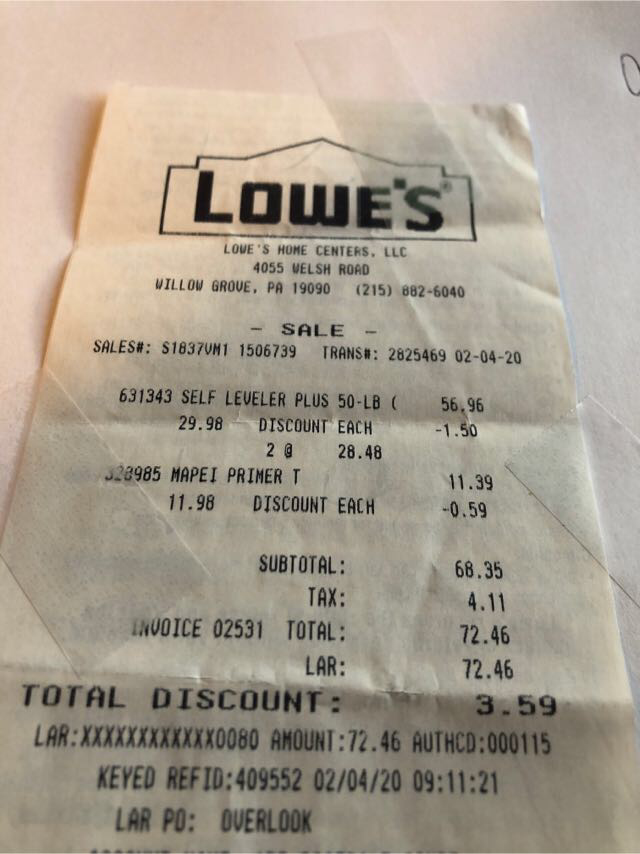 LOWE'S®
LOWE'S HOME CENTERS, LLC
4055 WELSH ROAD
WILLOW GROVE, PA 19090 (215) 882-6040
- SALE -
SALES#: S1837VM1 1506739 TRANS#: 2825469 02-04-20
631343 SELF LEVELER PLUS 50-LB ( 56.96
29.98 DISCOUNT EACH -1.50
2 @ 28.48
328985 MAPEI PRIMER T 11.39
11.98 DISCOUNT EACH -0.59
SUBTOTAL: 68.35
TAX: 4.11
INVOICE 02531 TOTAL: 72.46
LAR: 72.46
TOTAL DISCOUNT: 3.59
LAR:XXXXXXXXXXXX0080 AMOUNT:72.46 AUTHCD:000115
KEYED REFID:409552 02/04/20 09:11:21
LAR PO: OVERLOOK